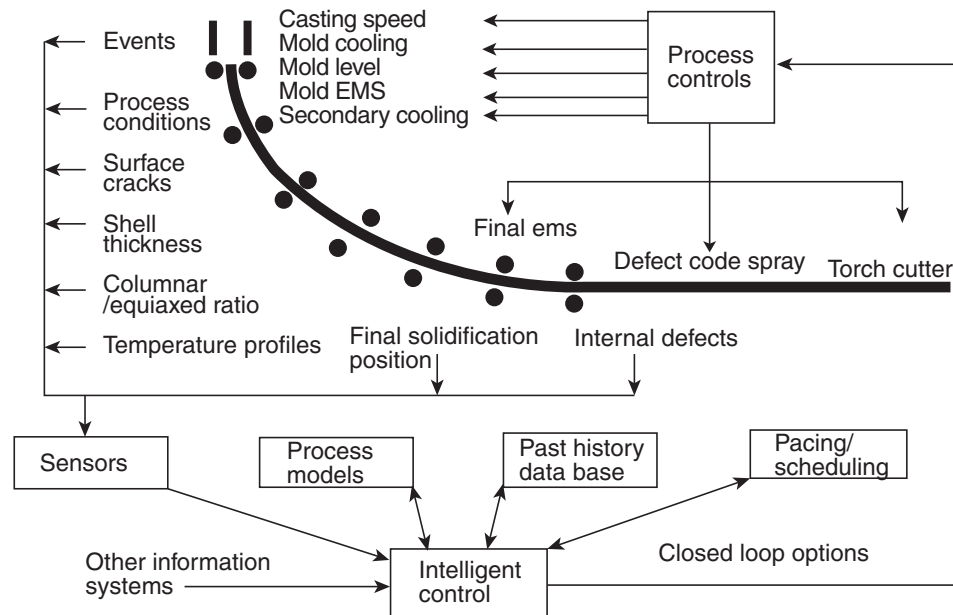 Events
Process
conditions
Surface
cracks
Shell
thickness
Columnar
/equiaxed ratio
Temperature profiles
Casting speed
Mold cooling
Mold level
Mold EMS
Secondary cooling
Process
controls
Final ems
Defect code spray
Torch cutter
Final solidification
position
Internal defects
Sensors
Process
models
Past history
data base
Pacing/
scheduling
Other information
systems
Intelligent
control
Closed loop options